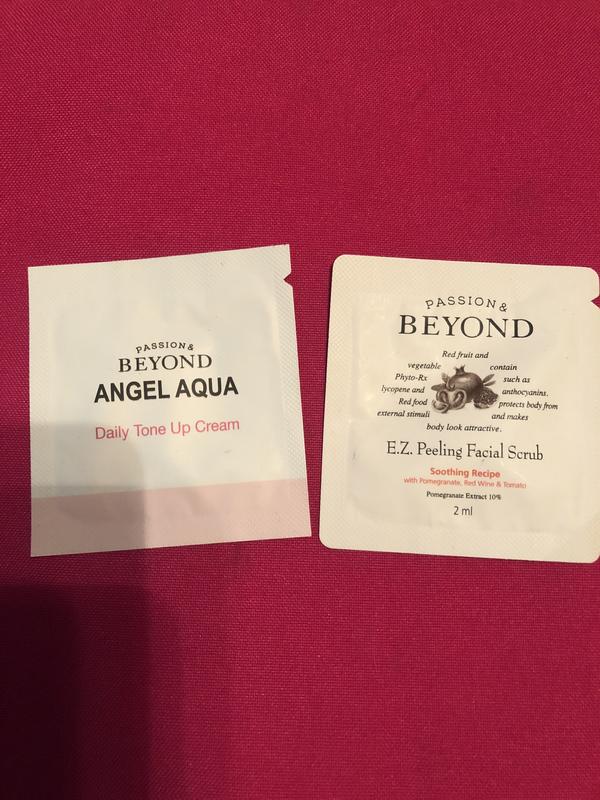 PASSION &
BEYOND
ANGEL AQUA
Daily Tone Up Cream
PASSION &
BEYOND
Red fruit and
vegetable contain
Phyto-Rx such as
lycopene and anthocyanins.
Red food protects body from
external stimuli and makes
body look attractive.
E.Z. Peeling Facial Scrub
Soothing Recipe
with Pomegranate, Red Wine & Tomato
Pomegranate Extract 10%
2 ml